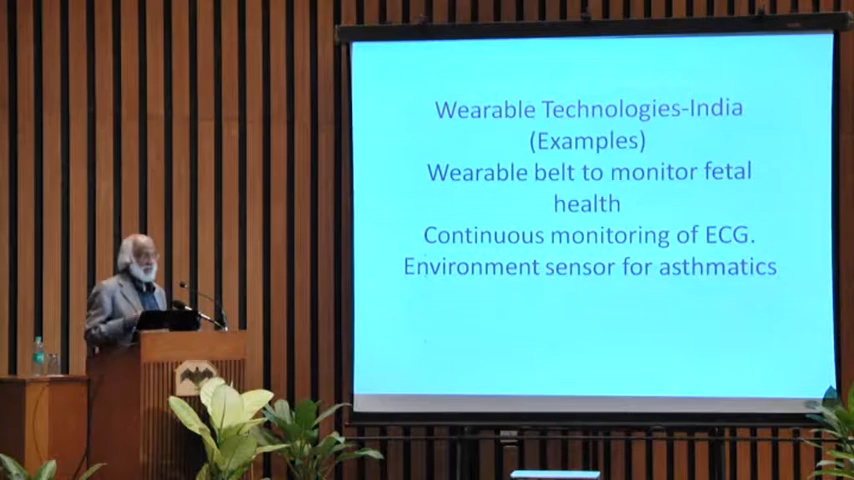 Wearable Technologies-India
(Examples)
Wearable belt to monitor fetal
health
Continuous monitoring of ECG.
Environment sensor for asthmatics